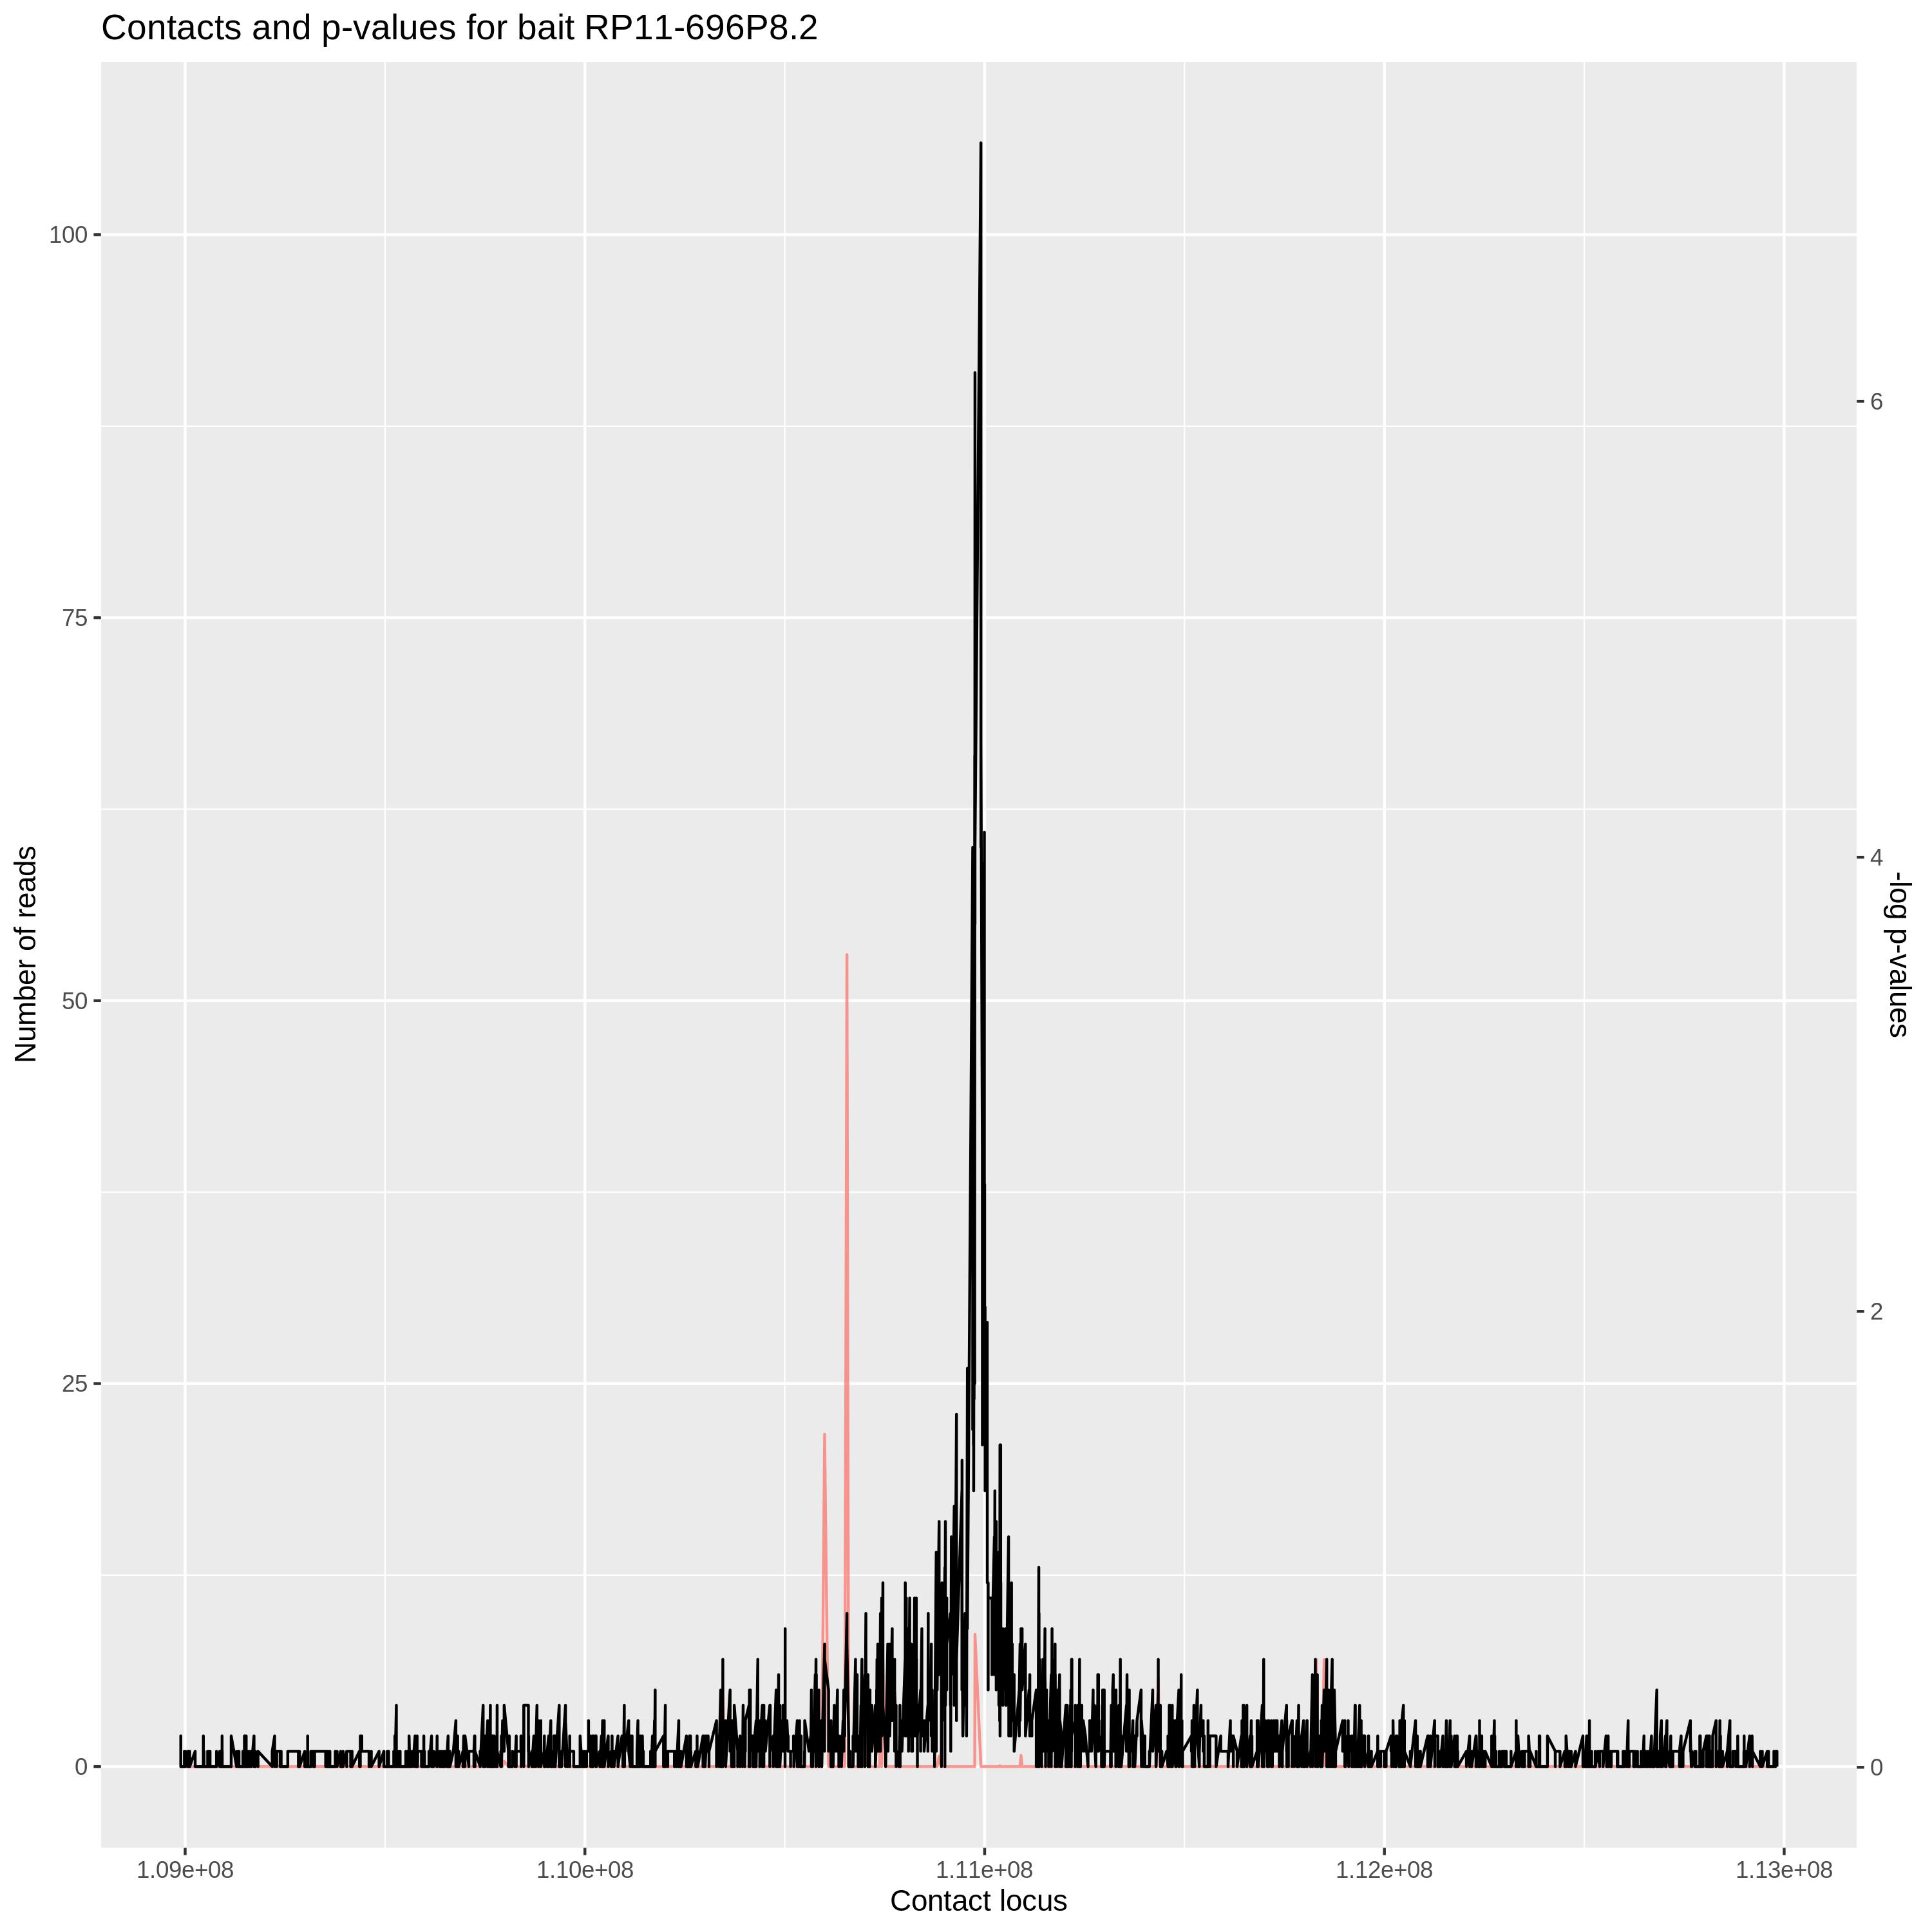 Contacts and p-values for bait RP11-696P8.2
100
75
50
25
0
Number of reads
6
4
2
0
-log p-values
1.09e+08
1.10e+08
1.11e+08
1.12e+08
1.13e+08
Contact locus